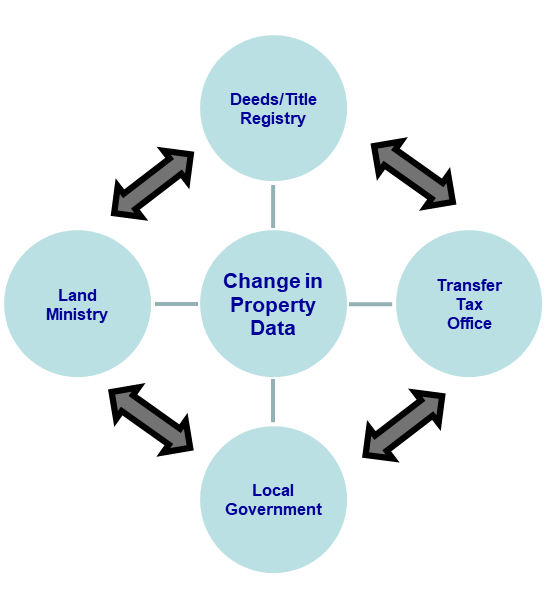 Deeds/Title
Registry
Land
Ministry
Change in
Property
Data
Transfer
Tax
Office
Local
Government